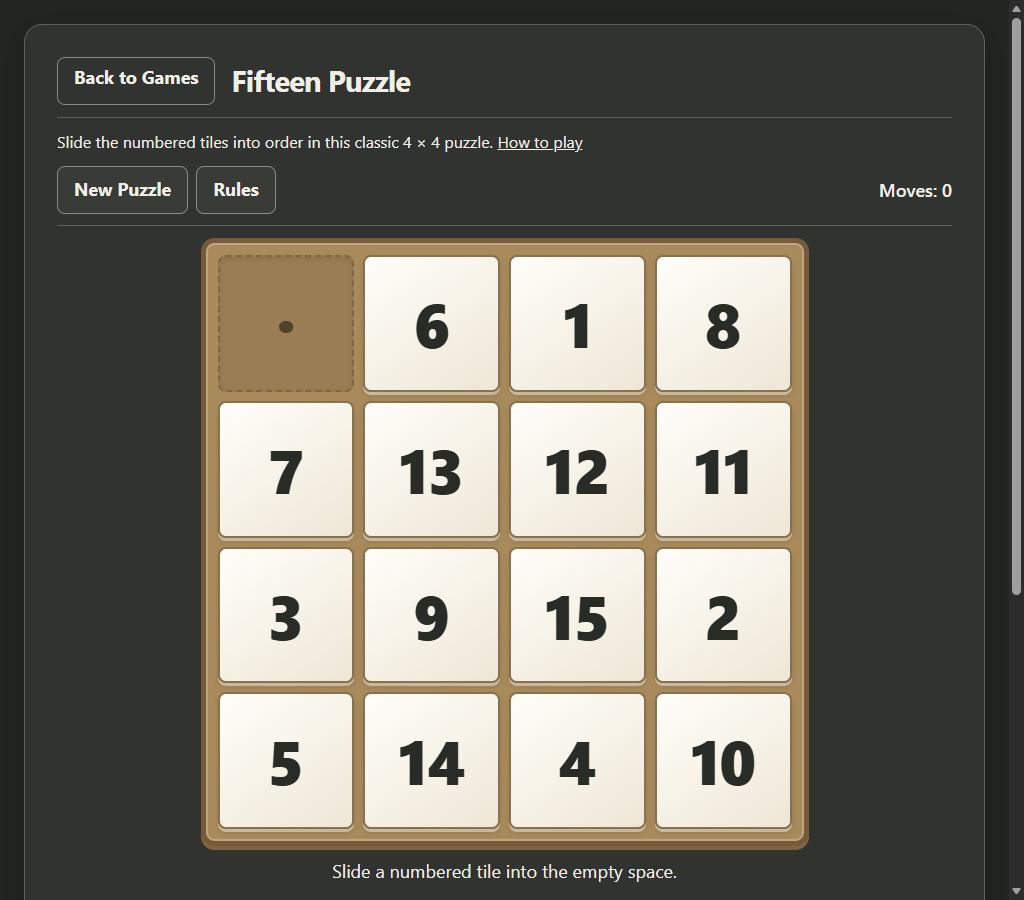 Back to Games
Fifteen Puzzle
Slide the numbered tiles into order in this classic 4 × 4 puzzle. How to play
New Puzzle Rules Moves: 0
6 1 8
7 13 12 11
3 9 15 2
5 14 4 10
Slide a numbered tile into the empty space.